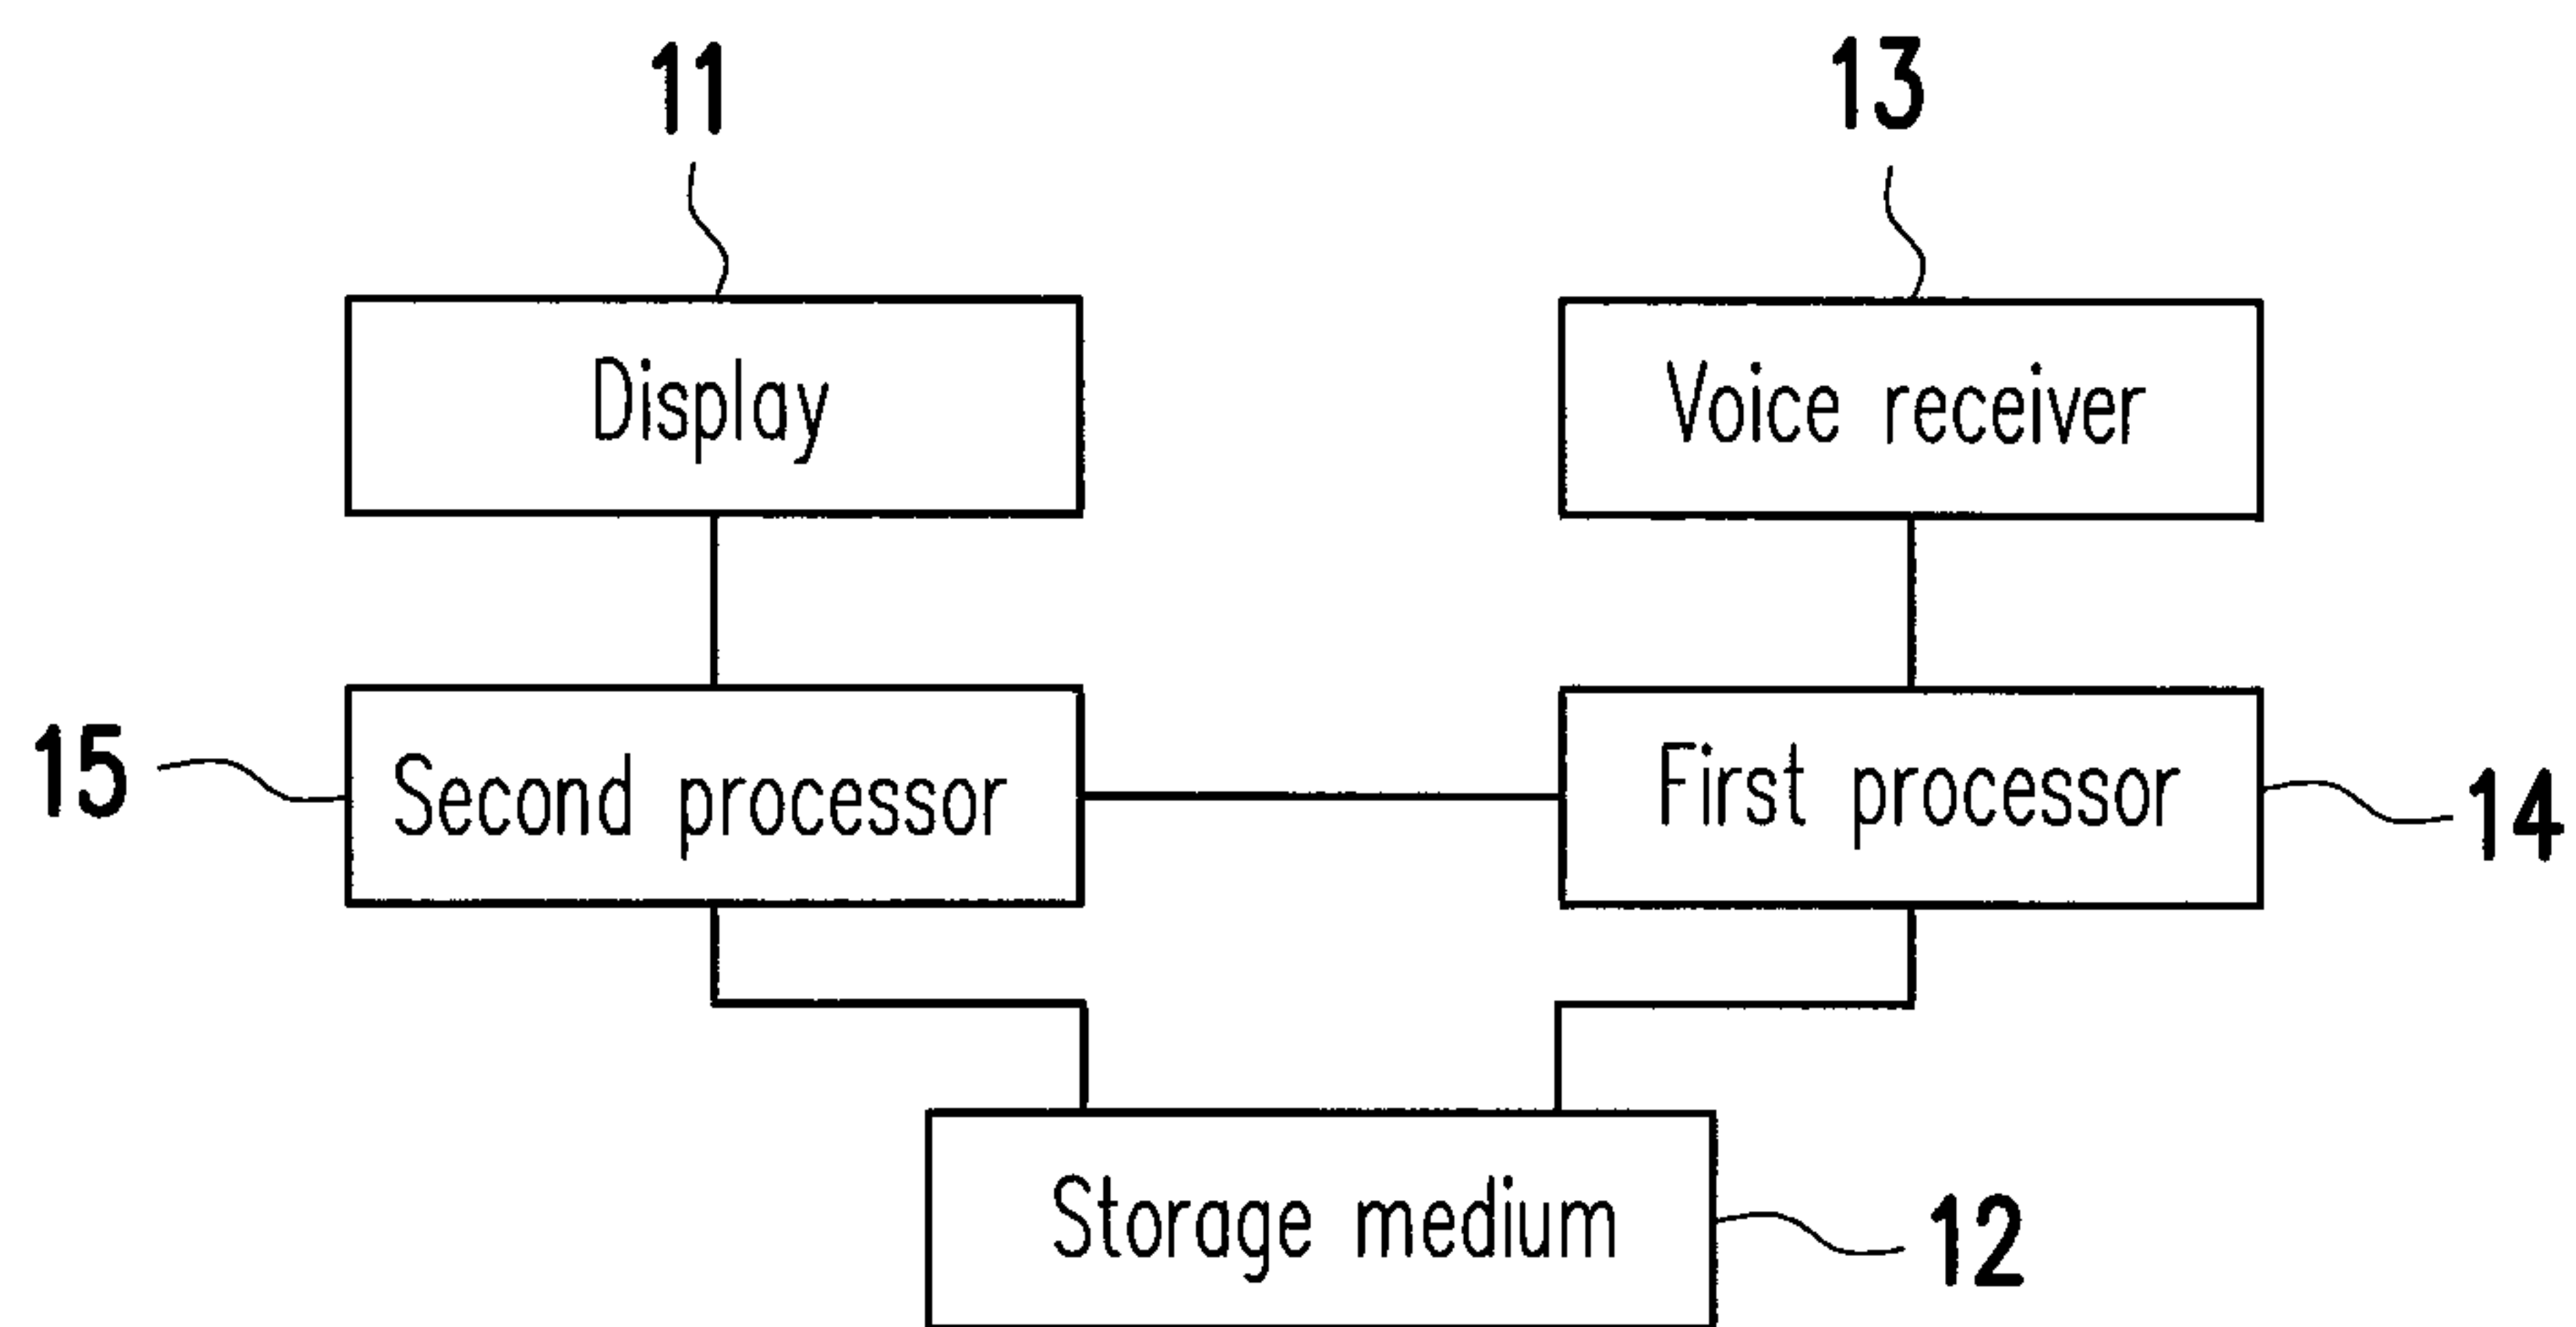 11
13
Display
Voice receiver
15
Second processor
First processor
14
Storage medium
12